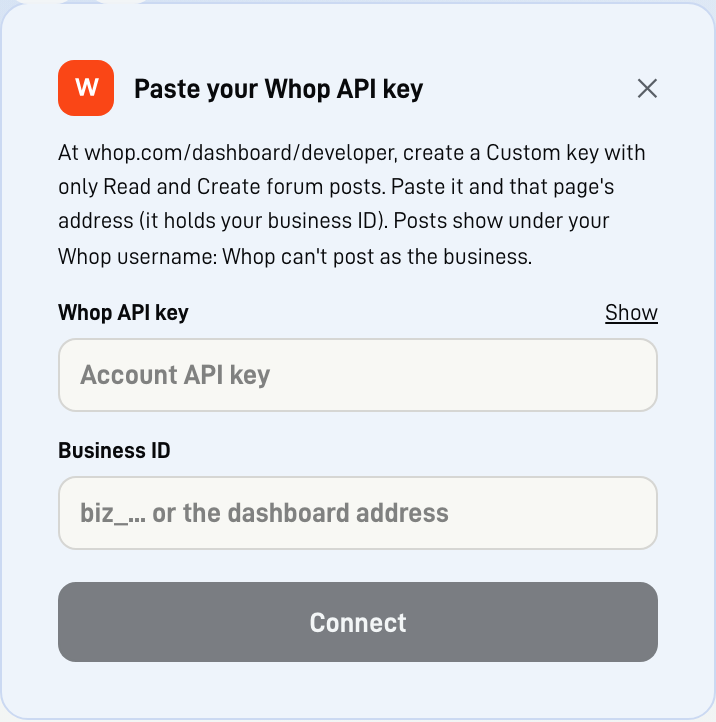 W
Paste your Whop API key
At whop.com/dashboard/developer, create a Custom key with
only Read and Create forum posts. Paste it and that page's
address (it holds your business ID). Posts show under your
Whop username: Whop can't post as the business.
Whop API key
Show
Account API key
Business ID
biz_... or the dashboard address
Connect